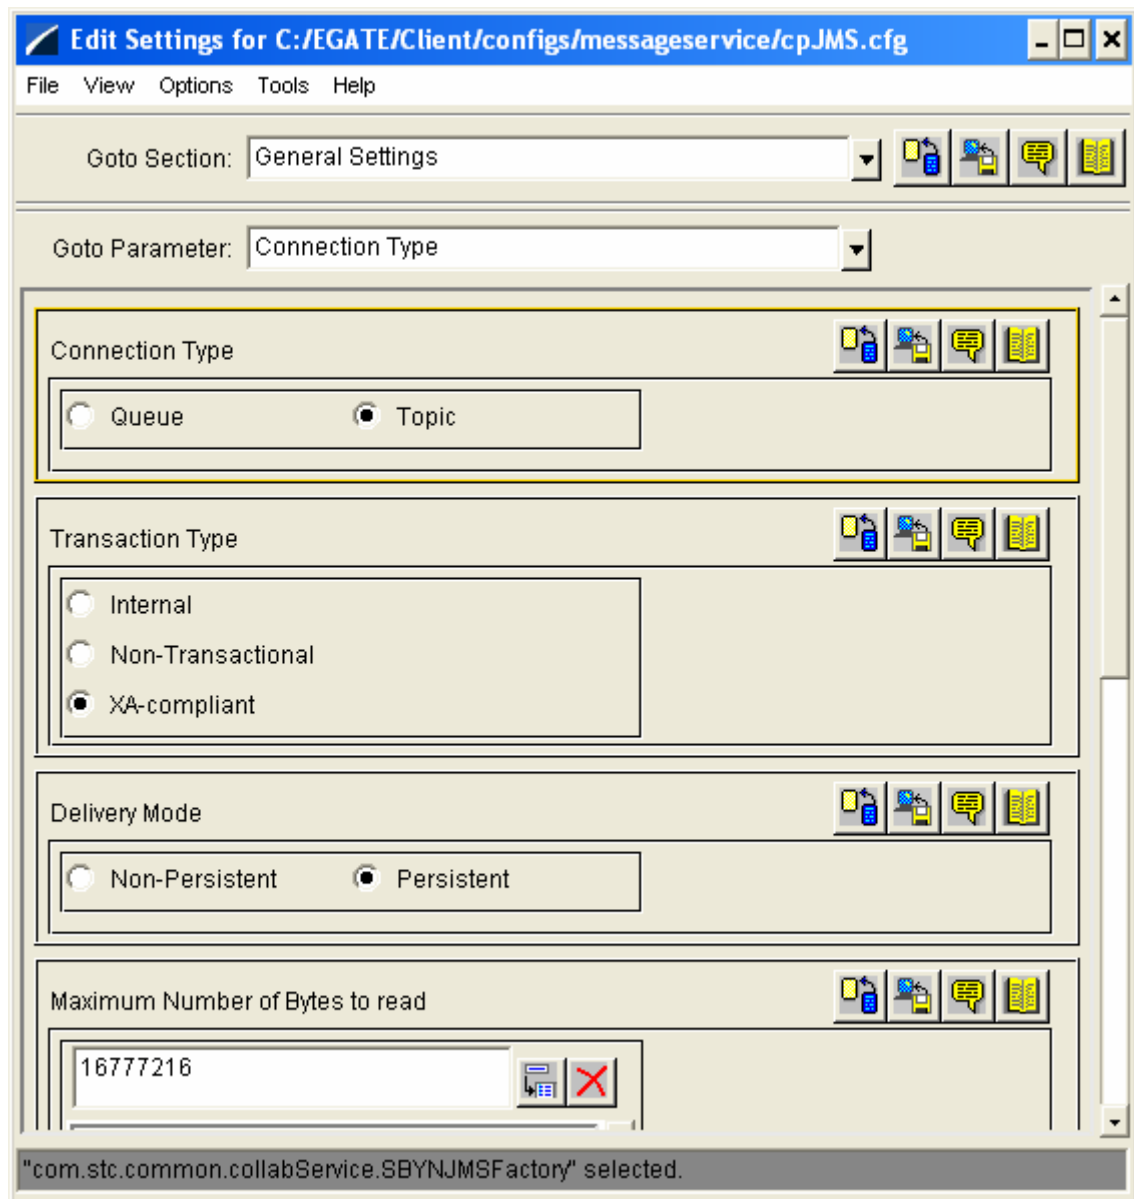 Edit Settings for C:/EGATE/Client/configs/messageservice/cpJMS.cfg
File View Options Tools Help
Goto Section: General Settings
Goto Parameter: Connection Type
Connection Type
Queue Topic
Transaction Type
Internal
Non-Transactional
XA-compliant
Delivery Mode
Non-Persistent Persistent
Maximum Number of Bytes to read
16777216
"com.stc.common.collabService.SBYNJMSFactory" selected.